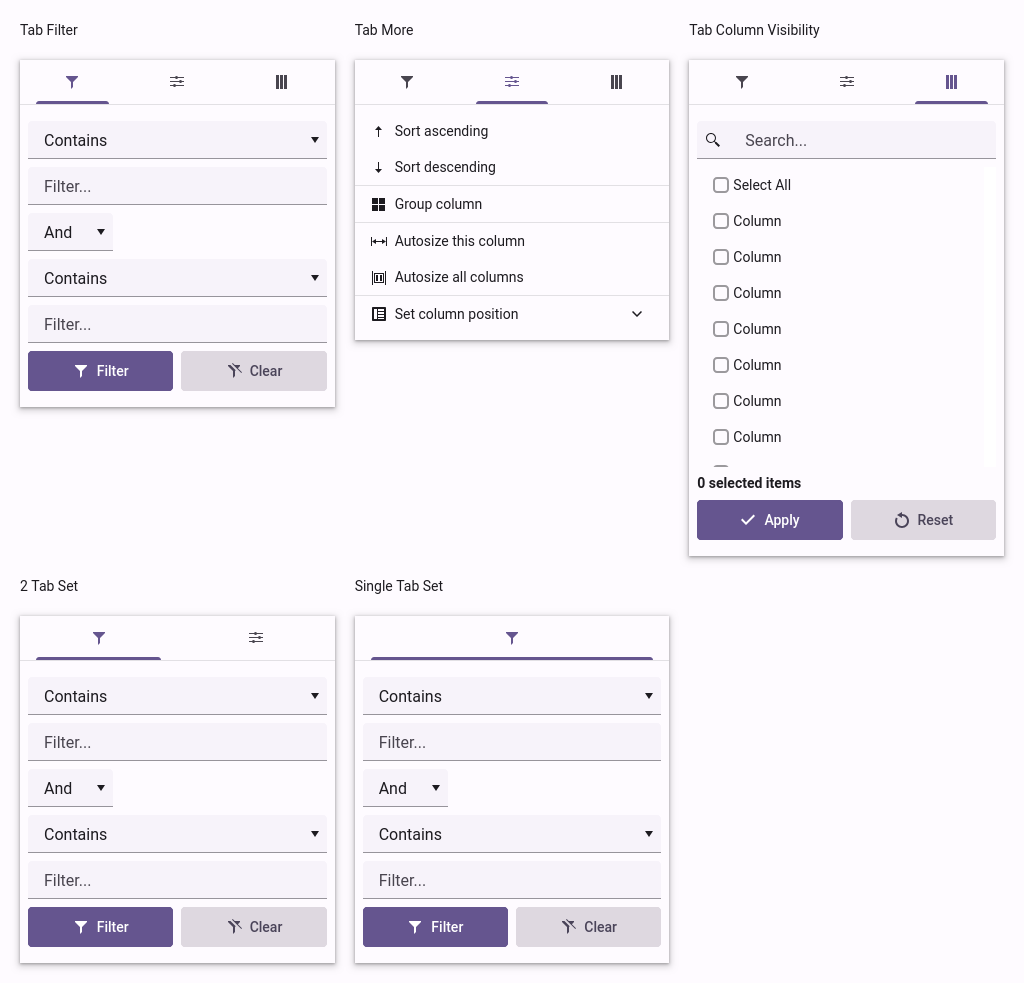 Tab Filter
Contains
Filter...
And
Contains
Filter...
Filter
Clear
Tab More
Sort ascending
Sort descending
Group column
Autosize this column
Autosize all columns
Set column position
Tab Column Visibility
Search...
Select All
Column
Column
Column
Column
Column
Column
Column
0 selected items
Apply
Reset
2 Tab Set
Contains
Filter...
And
Contains
Filter...
Filter
Clear
Single Tab Set
Contains
Filter...
And
Contains
Filter...
Filter
Clear